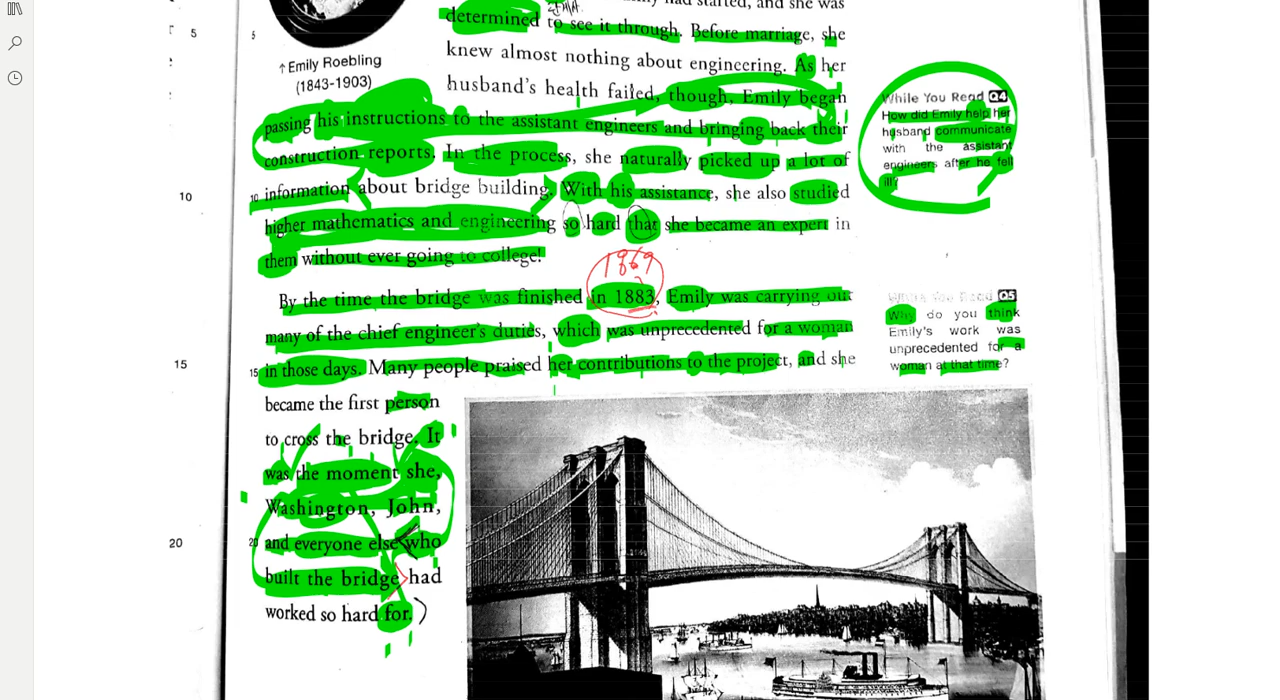 started, and she was
determined to see it through. Before marriage, she
knew almost nothing about engineering. As her
husband's health failed, though, Emily began
passing his instructions to the assistant engineers and bringing back their
construction reports. In the process, she naturally picked up a lot of
information about bridge building. With his assistance, she also studied
higher mathematics and engineering so hard that she became an expert in
them without ever going to college!
1869
By the time the bridge was finished in 1883, Emily was carrying out
many of the chief engineer's duties, which was unprecedented for a woman
in those days. Many people praised her contributions to the project, and she
became the first person
to cross the bridge. It
was the moment she,
Washington, John,
and everyone else who
built the bridge had
worked so hard for.
↑ Emily Roebling
(1843-1903)
5
5
10
10
15
15
20
20
While You Read Q4
How did Emily help her
husband communicate
with the assistant
engineers after he fell
ill?
While You Read Q5
Why do you think
Emily's work was
unprecedented for a
woman at that time?